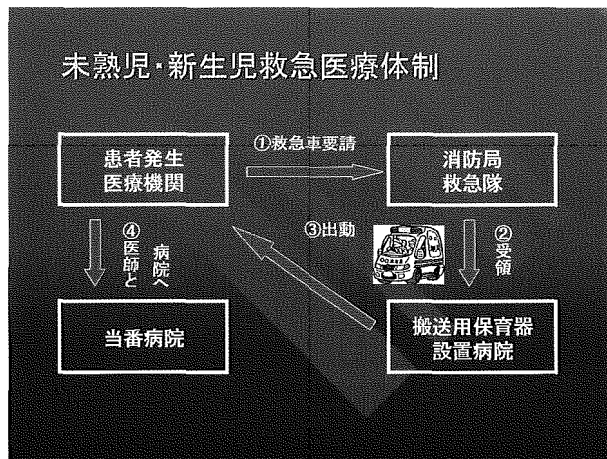 未熟児・新生児救急医療体制
患者発生
医療機関
①救急車要請
消防局
救急隊
②受領
③出動
④医師と
病院へ
当番病院
搬送用保育器
設置病院